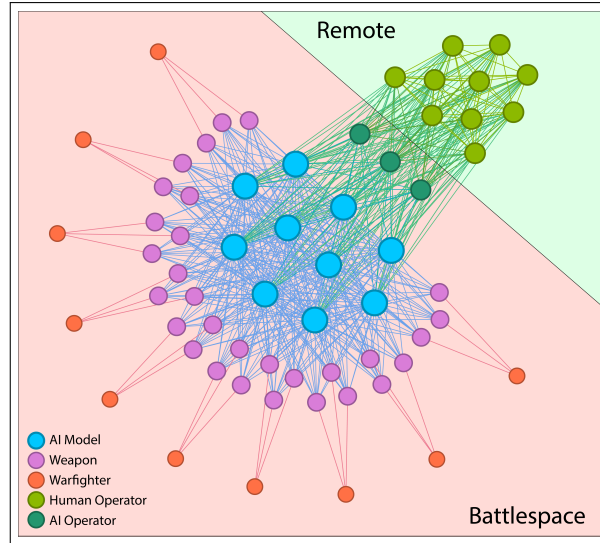 Remote
AI Model
Weapon
Warfighter
Human Operator
AI Operator
Battlespace